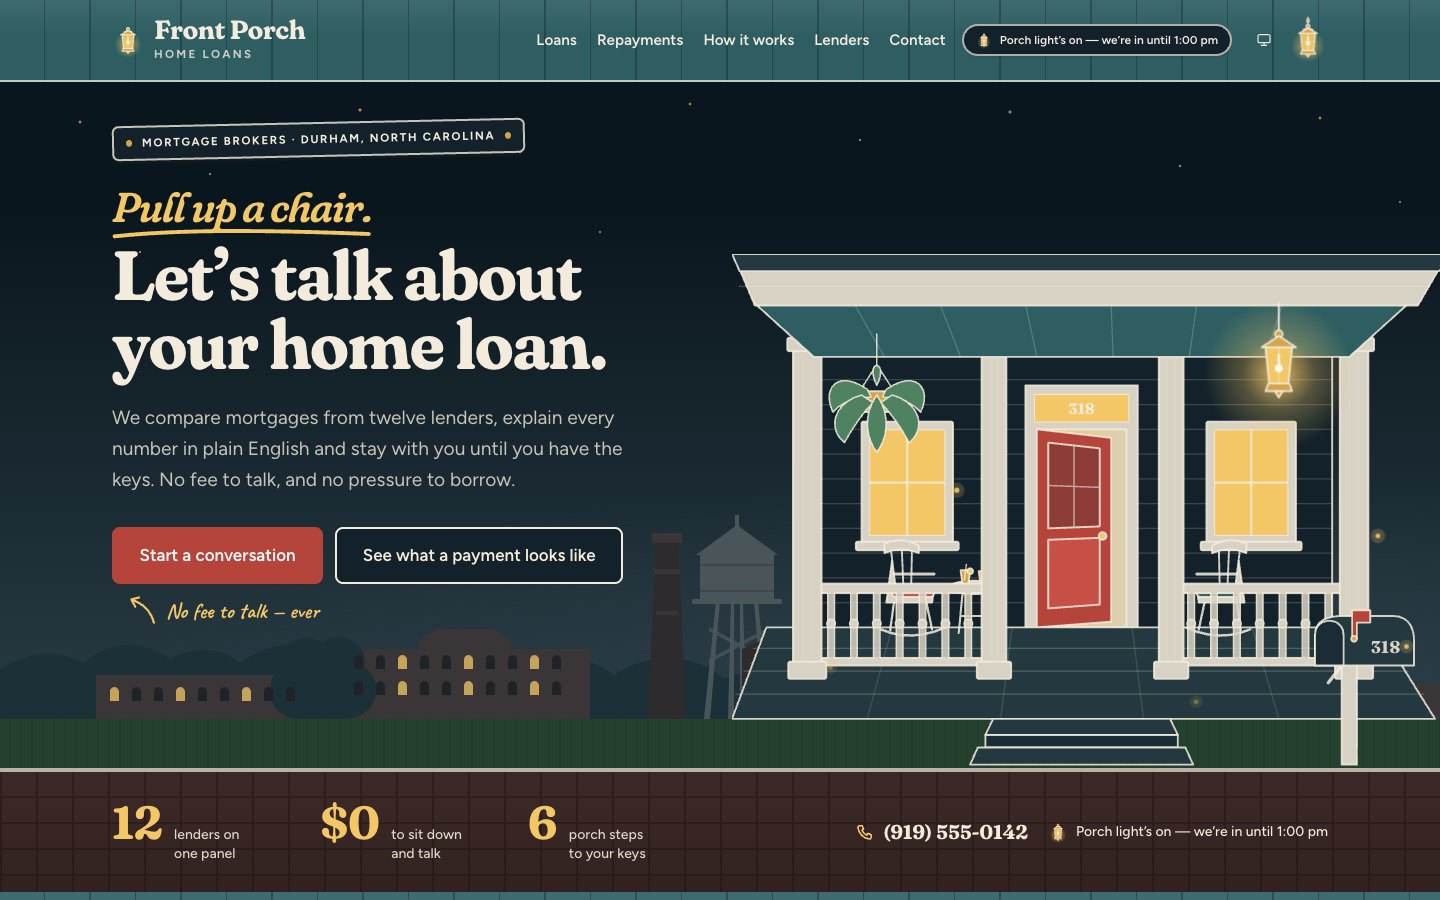 Front Porch
HOME LOANS
Loans Repayments How it works Lenders Contact
Porch light’s on — we’re in until 1:00 pm
MORTGAGE BROKERS · DURHAM, NORTH CAROLINA
Pull up a chair.
Let’s talk about
your home loan.
We compare mortgages from twelve lenders, explain every
number in plain English and stay with you until you have the
keys. No fee to talk, and no pressure to borrow.
Start a conversation
See what a payment looks like
No fee to talk – ever
318
318
12 lenders on
one panel
$0 to sit down
and talk
6 porch steps
to your keys
(919) 555-0142
Porch light’s on — we’re in until 1:00 pm